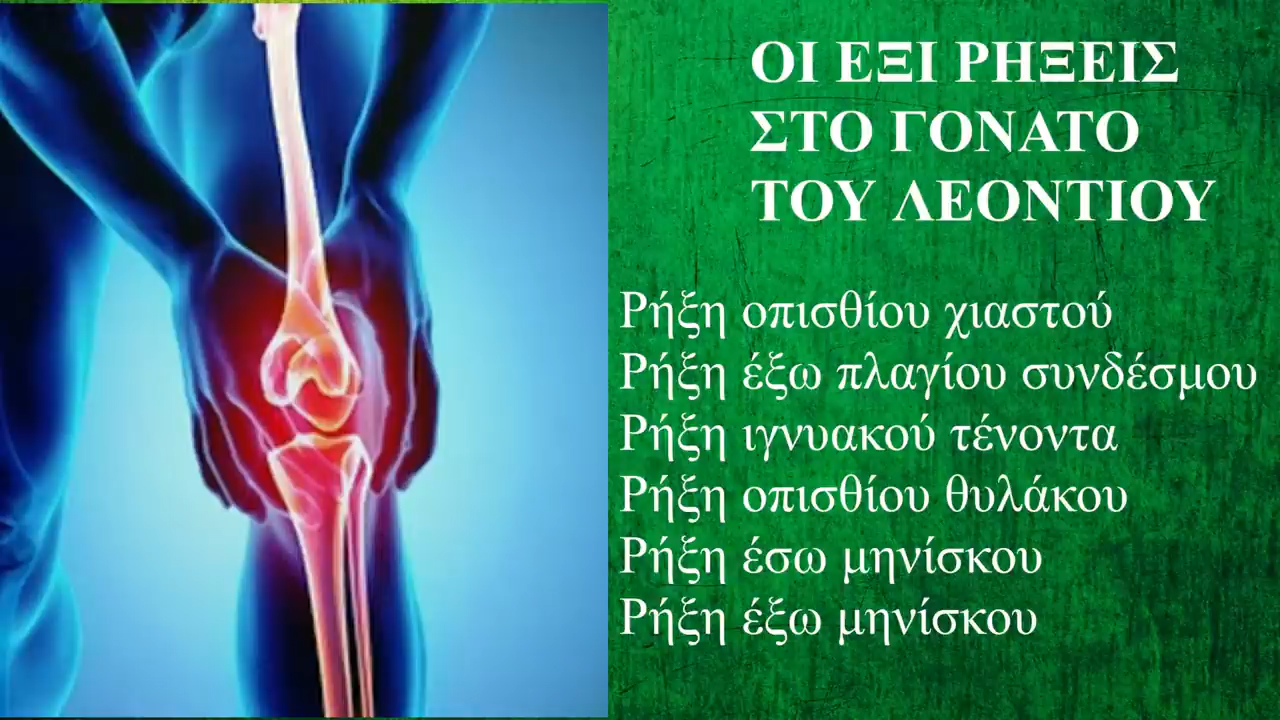 ΟΙ ΕΞΙ ΡΗΞΕΙΣ
ΣΤΟ ΓΟΝΑΤΟ
ΤΟΥ ΛΕΟΝΤΙΟΥ
Ρήξη οπισθίου χιαστού
Ρήξη έξω πλαγίου συνδέσμου
Ρήξη ιγνυακού τένοντα
Ρήξη οπισθίου θυλάκου
Ρήξη έσω μηνίσκου
Ρήξη έξω μηνίσκου